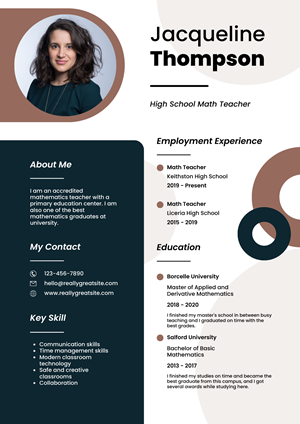 Jacqueline
Thompson
High School Math Teacher
About Me
I am an accredited
mathematics teacher with a
primary education center. I am
also one of the best
mathematics graduates at
university.
My Contact
123-456-7890
hello@reallygreatsite.com
www.reallygreatsite.com
Key Skill
• Communication skills
• Time management skills
• Modern classroom
technology
• Safe and creative
classrooms
• Collaboration
Employment Experience
Math Teacher
Keithston High School
2019 - Present
Math Teacher
Liceria High School
2015 - 2019
Education
Borcelle University
Master of Applied and
Derivative Mathematics
2018 - 2020
I finished my master's school in between busy
teaching and I graduated on time with the
best grades.
Salford University
Bachelor of Basic
Mathematics
2013 - 2017
I finished my studies on time and became the
best graduate from this campus, and I got
several awards while studying here.